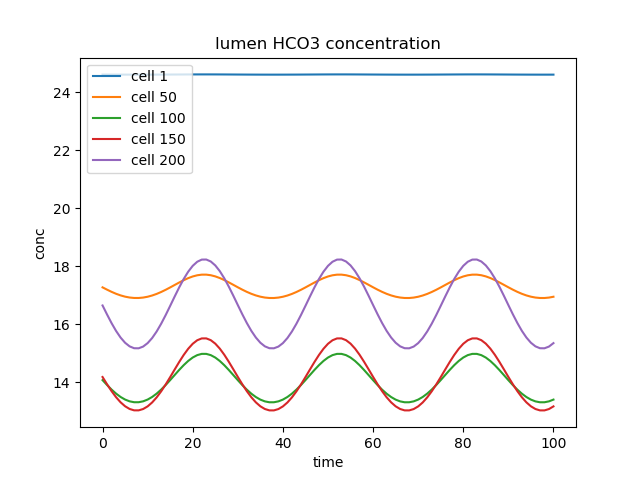 lumen HCO3 concentration
cell 1
cell 50
cell 100
cell 150
cell 200
24
22
20
18
16
14
conc
0 20 40 60 80 100
time